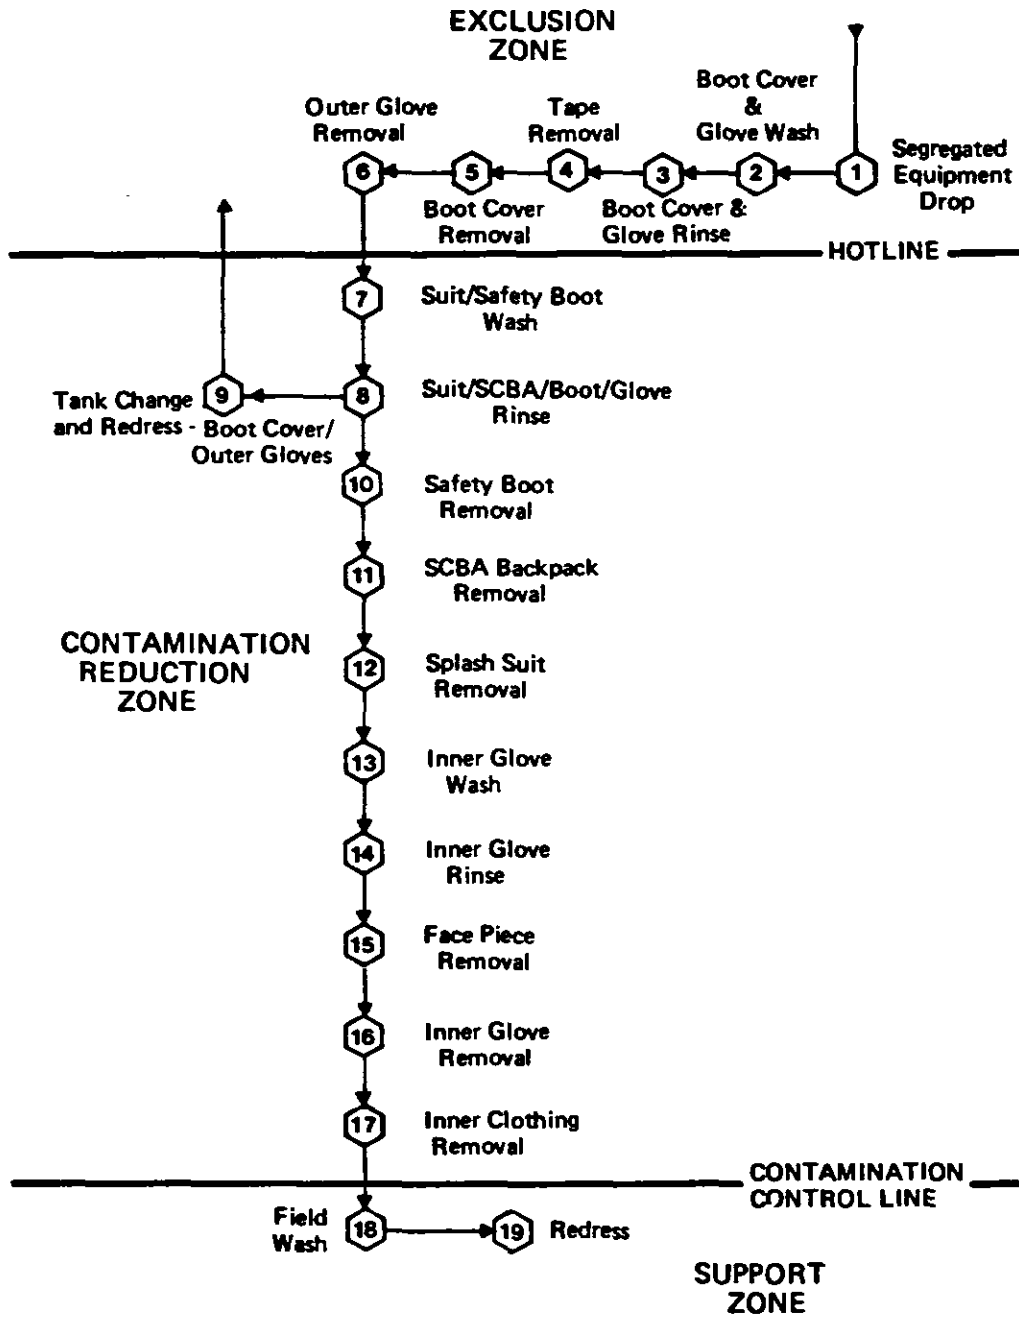 EXCLUSION
ZONE
Boot Cover
&
Glove Wash
Outer Glove
Removal
Tape
Removal
6
5
4
3
2
1
Segregated
Equipment
Drop
Boot Cover
Removal
Boot Cover &
Glove Rinse
HOTLINE
7
Suit/Safety Boot
Wash
9
8
Suit/SCBA/Boot/Glove
Rinse
Tank Change
and Redress - Boot Cover/
Outer Gloves
10
Safety Boot
Removal
11
SCBA Backpack
Removal
CONTAMINATION
REDUCTION
ZONE
12
Splash Suit
Removal
13
Inner Glove
Wash
14
Inner Glove
Rinse
15
Face Piece
Removal
16
Inner Glove
Removal
17
Inner Clothing
Removal
CONTAMINATION
CONTROL LINE
Field
Wash
18
19
Redress
SUPPORT
ZONE